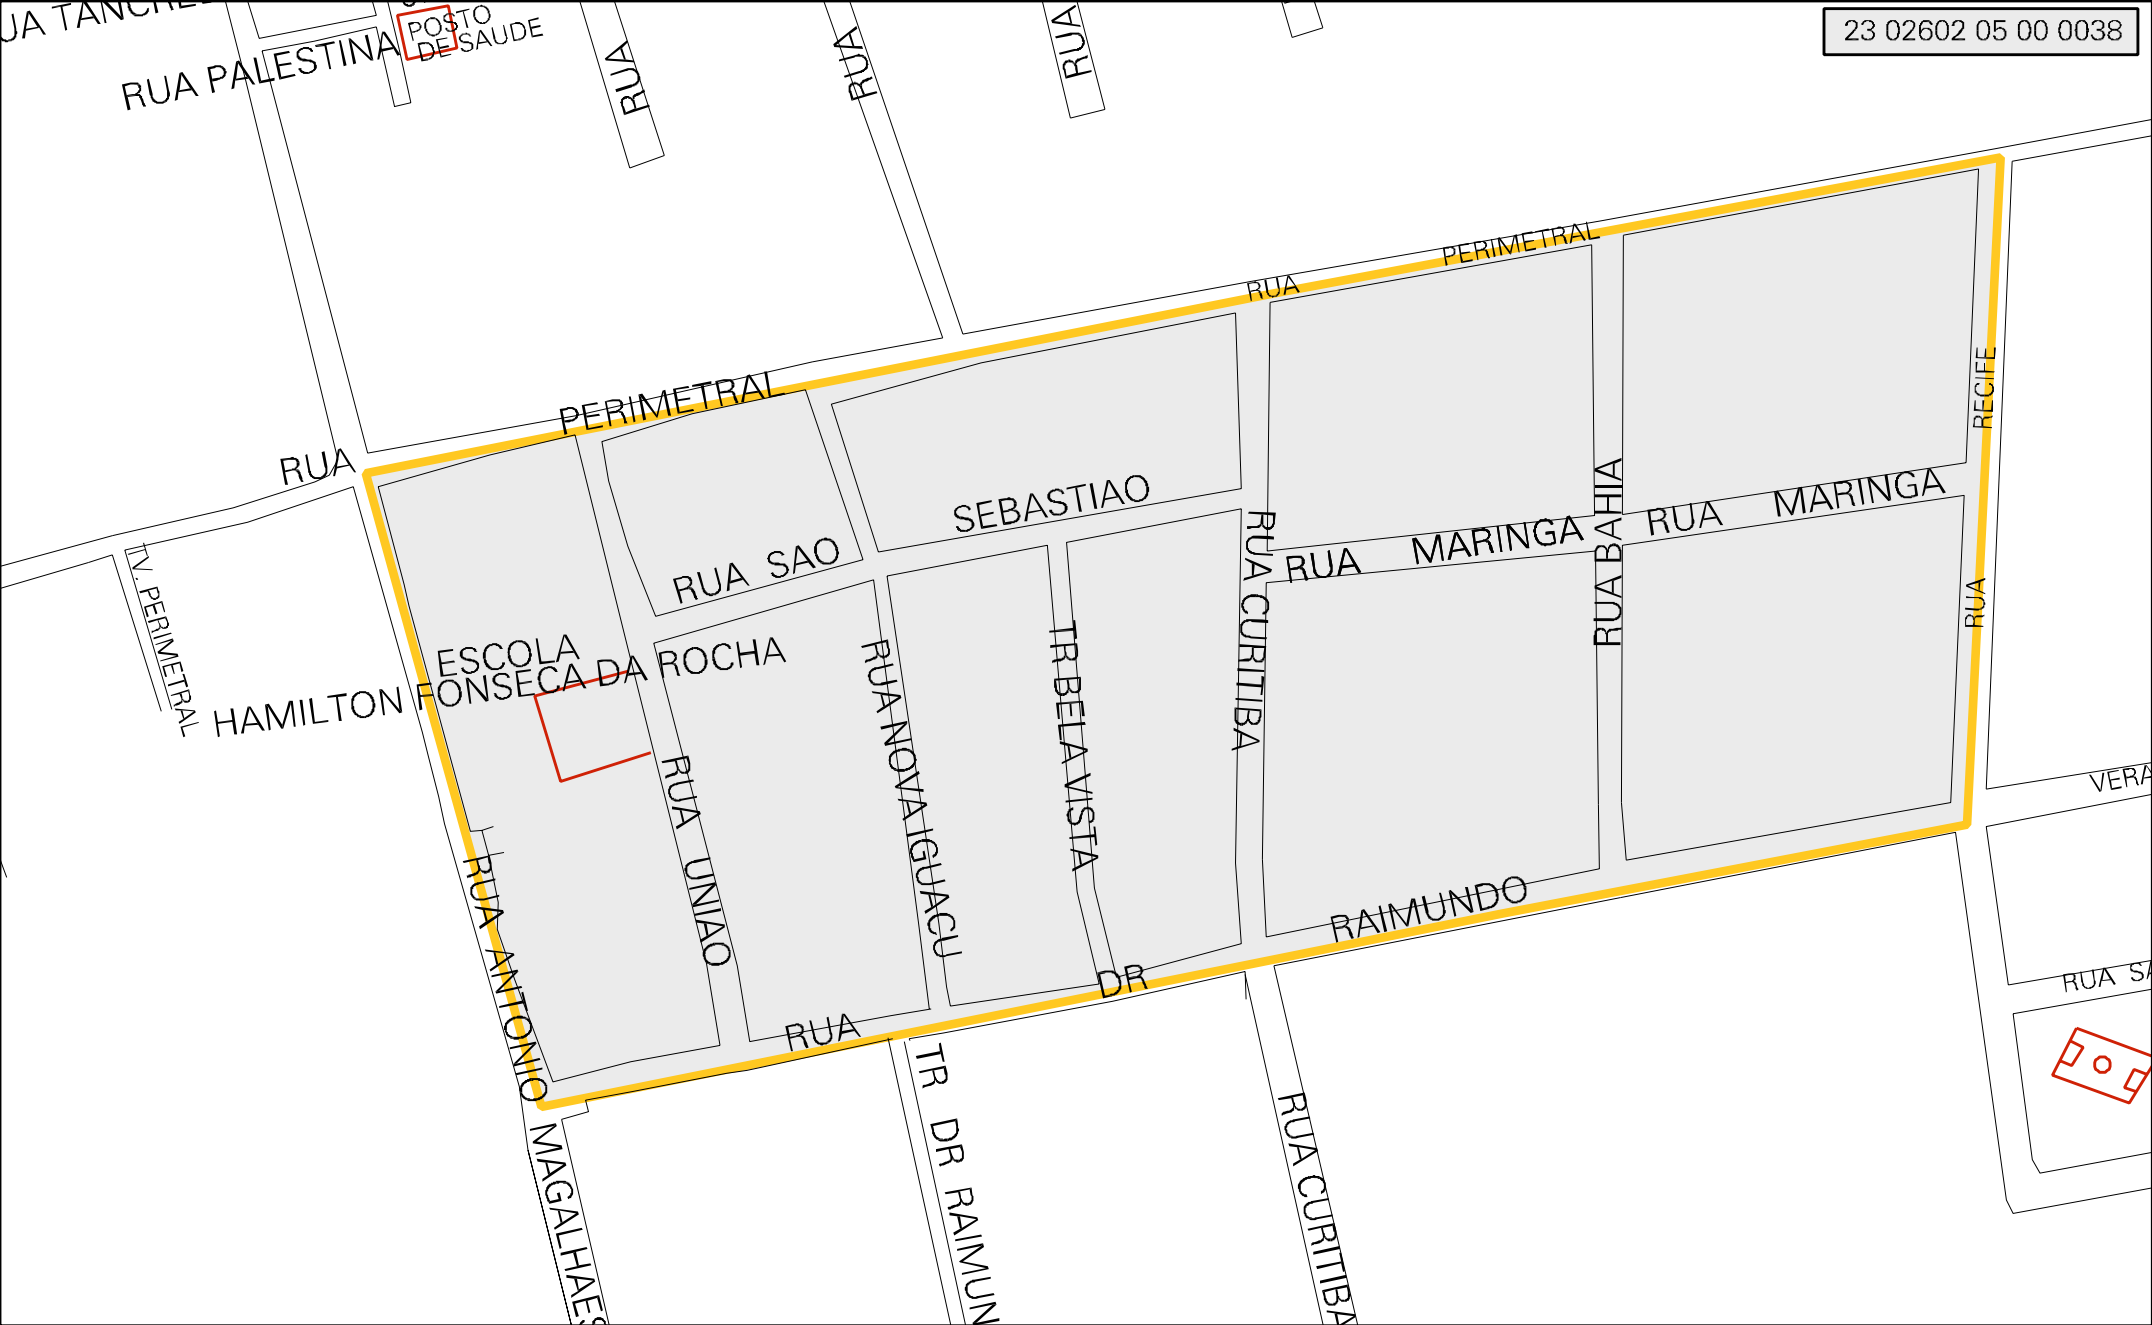 POSTO
DE SAUDE
RUA PALESTINA
RUA
RUA
RUA
23 02602 05 00 0038
RUA PERIMETRAL
RUA PERIMETRAL
RUA RECIFE
RUA SAO SEBASTIAO
RUA MARINGA
RUA MARINGA
RUA BAHIA
RUA CURITIBA
TV. PERIMETRAL
ESCOLA
HAMILTON FONSECA DA ROCHA
RUA UNIAO
RUA NOVA IGUACU
TR BELA VISTA
RUA ANTONIO MAGALHAES
RUA DR RAIMUNDO
TR DR RAIMUN
RUA CURITIBA
VERA
RUA SA